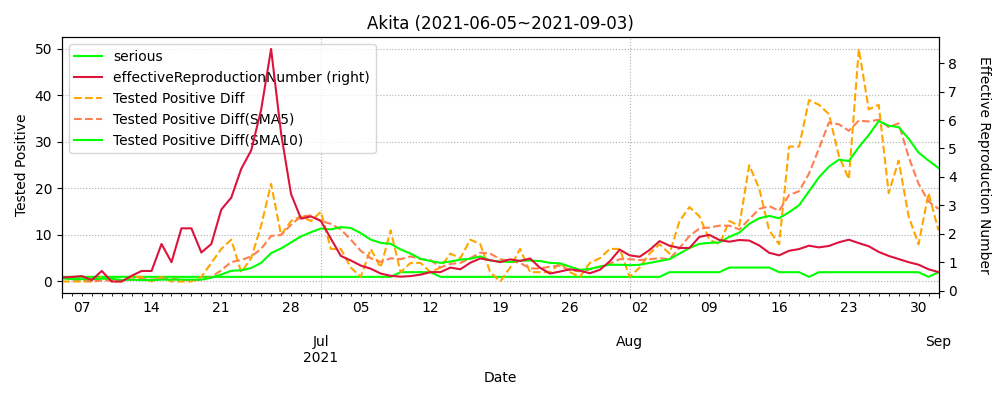 Akita (2021-06-05~2021-09-03)
serious
effectiveReproductionNumber (right)
Tested Positive Diff
Tested Positive Diff(SMA5)
Tested Positive Diff(SMA10)
Tested Positive
50
40
30
20
10
0
8
7
6
5
4
3
2
1
0
Effective Reproduction Number
07 14 21 28 05 12 19 26 02 09 16 23 30
Jul Aug Sep
2021
Date